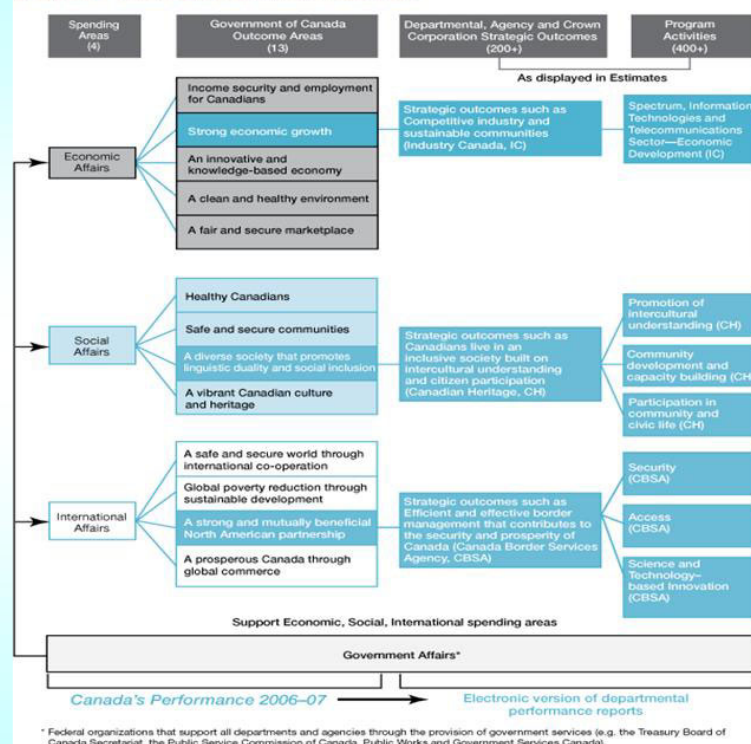 Spending
Areas
(4)
Government of Canada
Outcome Areas
(13)
Departmental, Agency and Crown
Corporation Strategic Outcomes
(200+)
Program
Activities
(400+)
As displayed in Estimates
Economic
Affairs
Income security and employment
for Canadians
Strong economic growth
An innovative and
knowledge-based economy
A clean and healthy environment
A fair and secure marketplace
Strategic outcomes such as
Competitive industry and
sustainable communities
(Industry Canada, IC)
Spectrum, Information
Technologies and
Telecommunications
Sector—Economic
Development (IC)
Social
Affairs
Healthy Canadians
Safe and secure communities
A diverse society that promotes
linguistic duality and social inclusion
A vibrant Canadian culture
and heritage
Strategic outcomes such as
Canadians live in an
inclusive society built on
intercultural understanding
and citizen participation
(Canadian Heritage, CH)
Promotion of
intercultural
understanding (CH)
Community
development and
capacity building (CH
Participation in
community and
civic life (CH)
International
Affairs
A safe and secure world through
international co-operation
Global poverty reduction through
sustainable development
A strong and mutually beneficial
North American partnership
A prosperous Canada through
global commerce
Strategic outcomes such as
Efficient and effective border
management that contributes to
the security and prosperity of
Canada (Canada Border Services
Agency, CBSA)
Security
(CBSA)
Access
(CBSA)
Science and
Technology–
based Innovation
(CBSA)
Support Economic, Social, International spending areas
Government Affairs*
Canada's Performance 2006–07
Electronic version of departmental
performance reports
* Federal organizations that support all departments and agencies through the provision of government services (e.g. the Treasury Board of
Canada Secretariat, the Public Service Commission of Canada, Public Works and Government Services Canada)